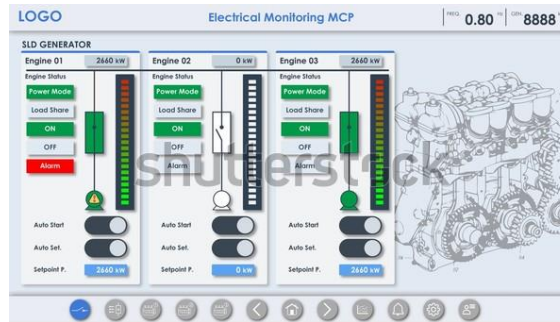 LOGO
Electrical Monitoring MCP
FREQ. 0.80 Hz GEN. 8888
SLD GENERATOR
Engine 01 2660 kW
Engine Status
Power Mode
Load Share
ON
OFF
Alarm
Auto Start
Auto Set.
Setpoint P. 2660 kW
Engine 02 0 kW
Engine Status
Power Mode
Load Share
ON
OFF
Alarm
Auto Start
Auto Set.
Setpoint P. 0 kW
Engine 03 2660 kW
Engine Status
Power Mode
Load Share
ON
OFF
Alarm
Auto Start
Auto Set.
Setpoint P. 2660 kW
shutterstock